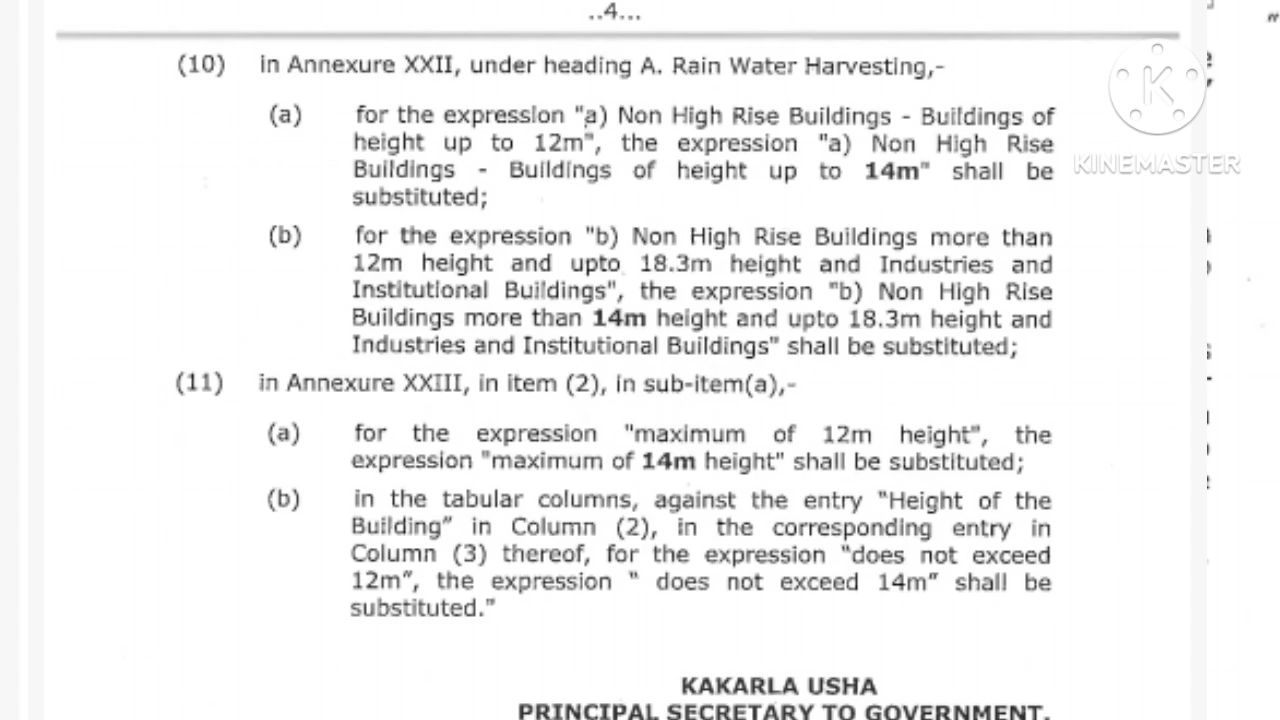 ..4...
(10) in Annexure XXII, under heading A. Rain Water Harvesting,-
(a) for the expression "a) Non High Rise Buildings - Buildings of
height up to 12m", the expression "a) Non High Rise
Buildings - Buildings of height up to 14m" shall be
substituted;
(b) for the expression "b) Non High Rise Buildings more than
12m height and upto 18.3m height and Industries and
Institutional Buildings", the expression "b) Non High Rise
Buildings more than 14m height and upto 18.3m height and
Industries and Institutional Buildings" shall be substituted;
(11) in Annexure XXIII, in item (2), in sub-item(a),-
(a) for the expression "maximum of 12m height", the
expression "maximum of 14m height" shall be substituted;
(b) in the tabular columns, against the entry "Height of the
Building" in Column (2), in the corresponding entry in
Column (3) thereof, for the expression "does not exceed
12m", the expression " does not exceed 14m" shall be
substituted."
KAKARLA USHA
PRINCIPAL SECRETARY TO GOVERNMENT.
K
KINEMASTER